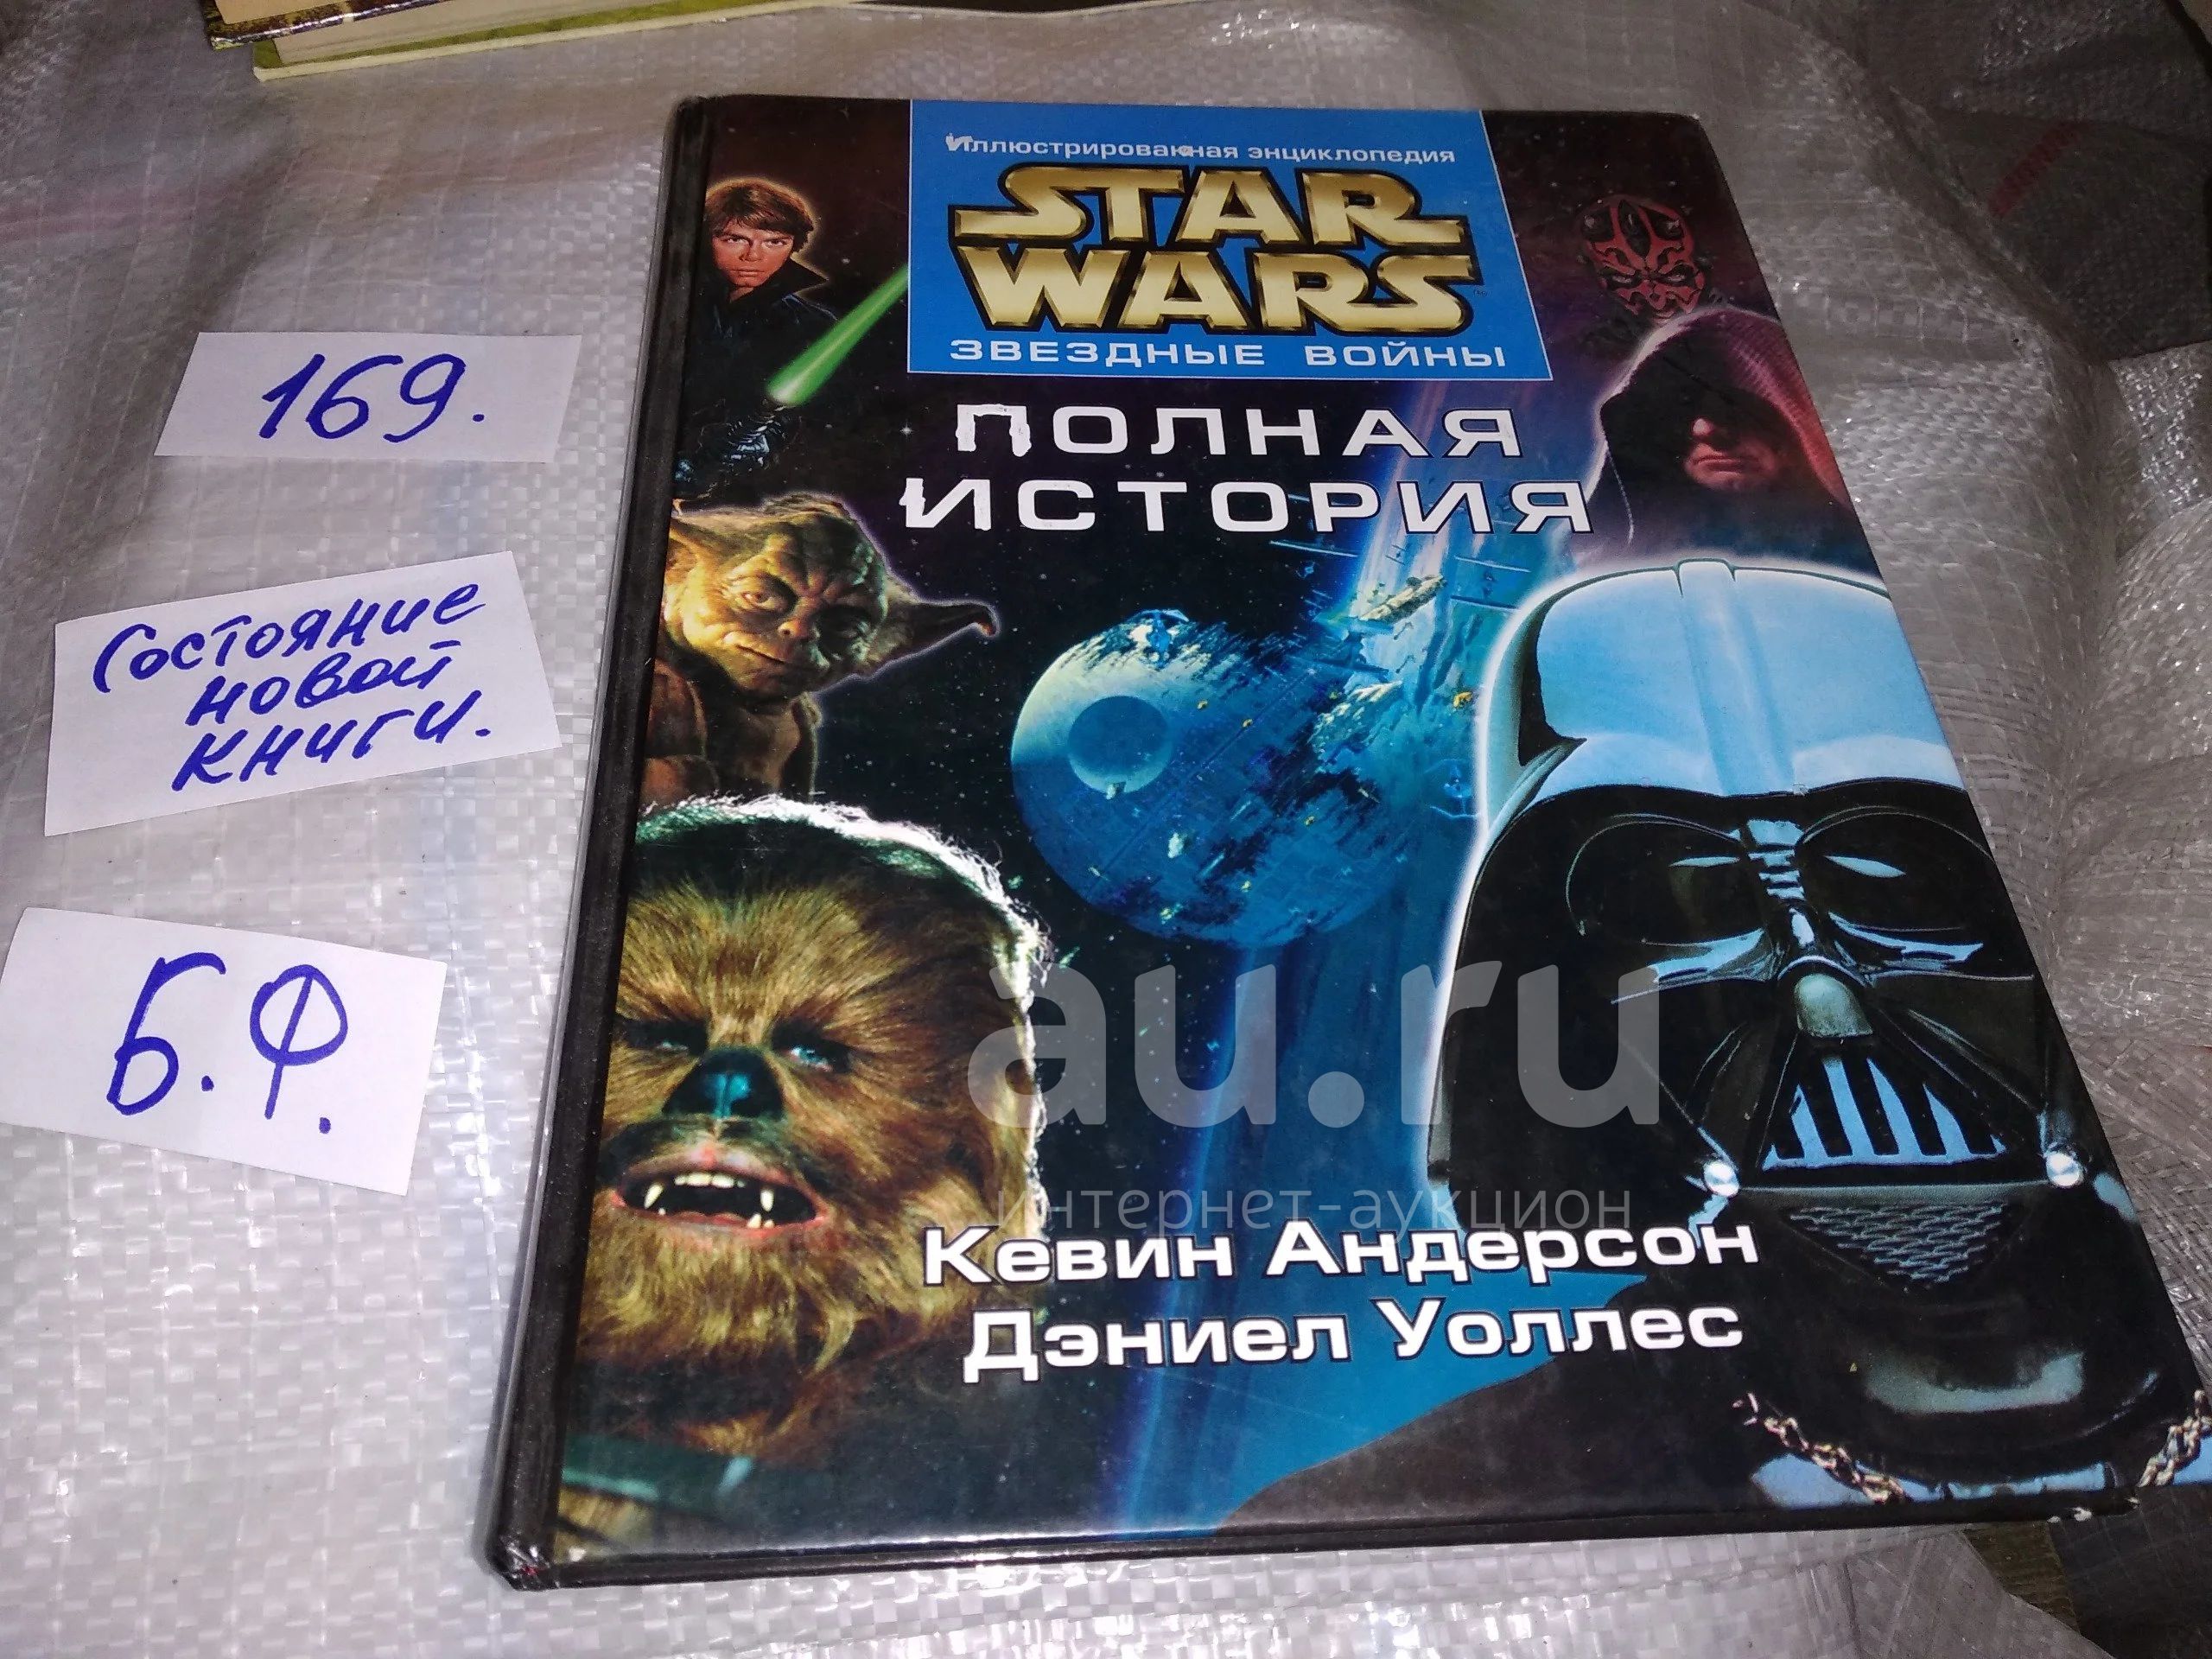 169.
Состояние
новой
книги.
Б.Ф.
Иллюстрированная энциклопедия
STAR
WARS
ЗВЕЗДНЫЕ ВОЙНЫ
ПОЛНАЯ
ИСТОРИЯ
au.ru
интернет-аукцион
Кевин Андерсон
Дэниел Уоллес